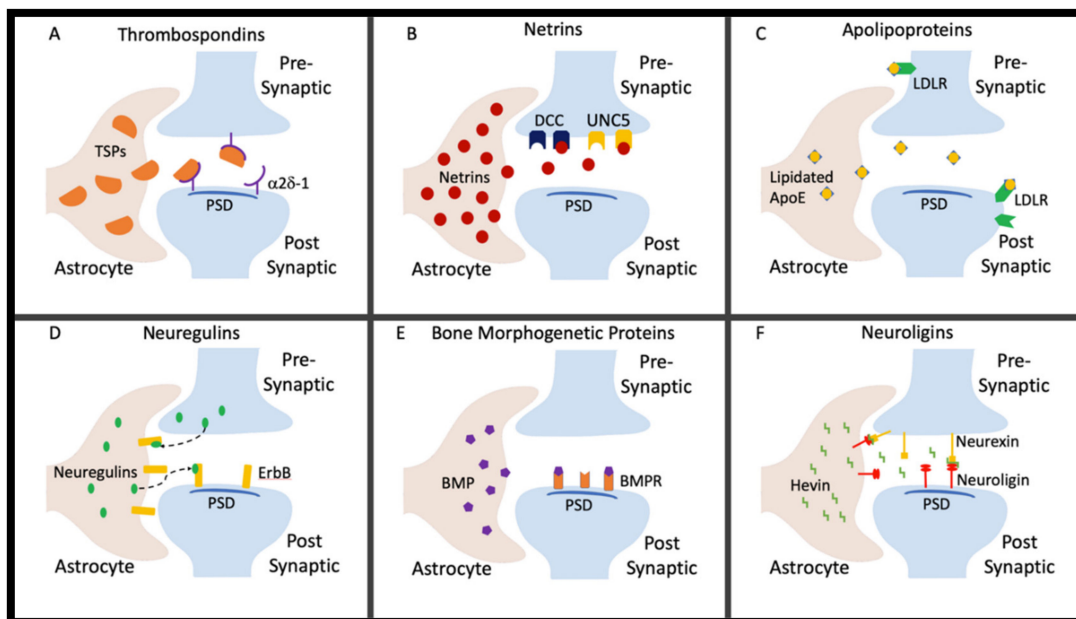 A
Thrombospondins
Pre-
Synaptic
TSPs
α2δ-1
PSD
Astrocyte
Post
Synaptic
B
Netrins
Pre-
Synaptic
DCC
UNC5
Netrins
PSD
Astrocyte
Post
Synaptic
C
Apolipoproteins
Pre-
Synaptic
LDLR
Lipidated
ApoE
PSD
LDLR
Astrocyte
Post
Synaptic
D
Neuregulins
Pre-
Synaptic
Neuregulins
ErbB
PSD
Astrocyte
Post
Synaptic
E
Bone Morphogenetic Proteins
Pre-
Synaptic
BMP
BMPR
PSD
Astrocyte
Post
Synaptic
F
Neuroligins
Pre-
Synaptic
Neurexin
Hevin
Neuroligin
PSD
Astrocyte
Post
Synaptic